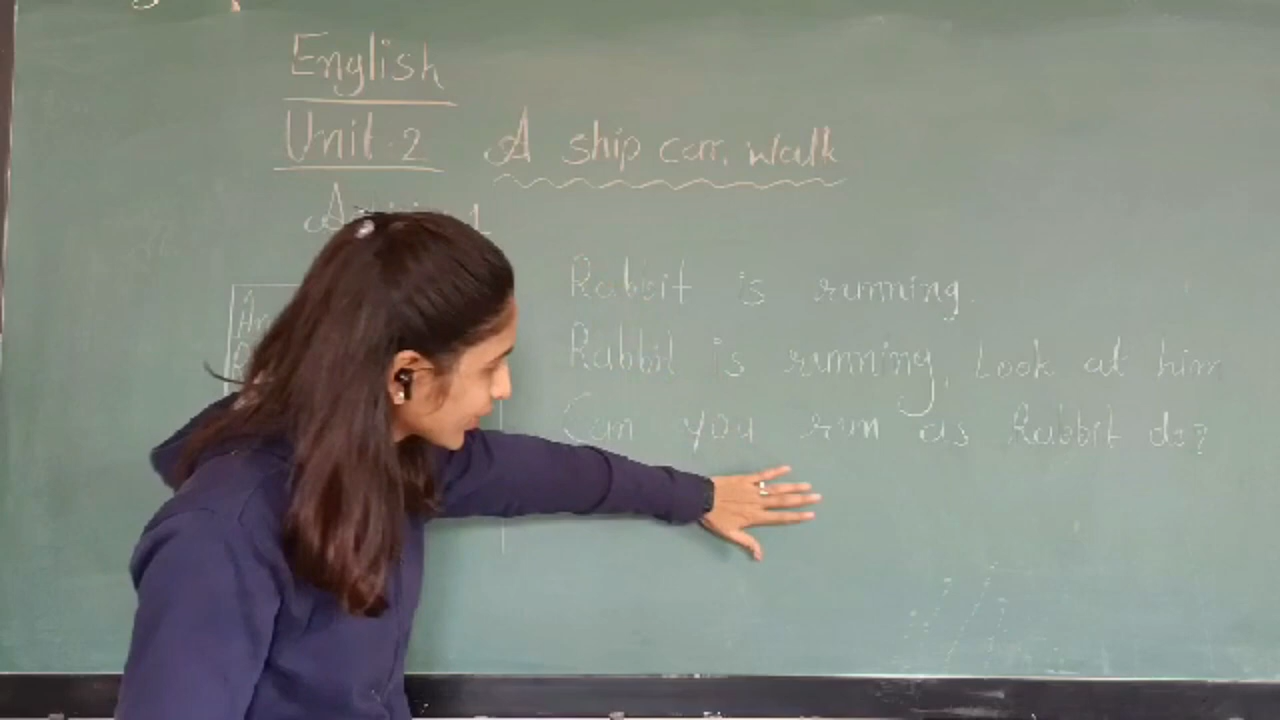 English
Unit-2 A ship can walk
1
Rabbit is running.
Rabbit is running, Look at him
Can you run as Rabbit do?